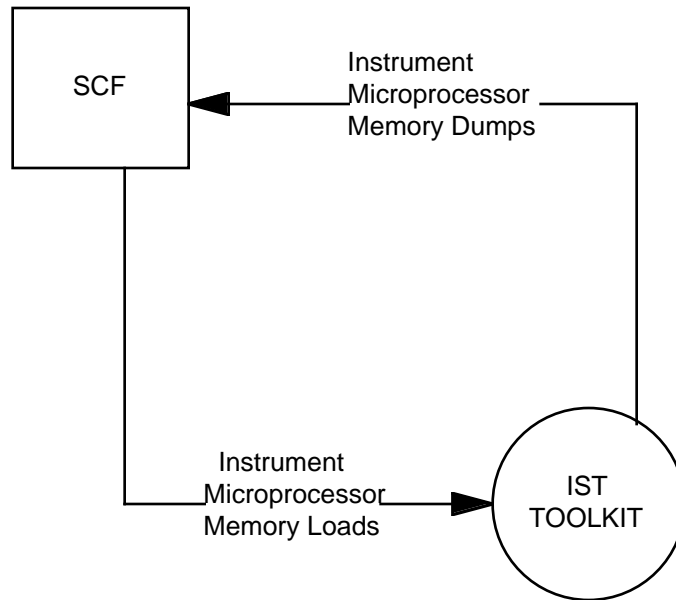 SCF
Instrument
Microprocessor
Memory Dumps
Instrument
Microprocessor
Memory Loads
IST
TOOLKIT